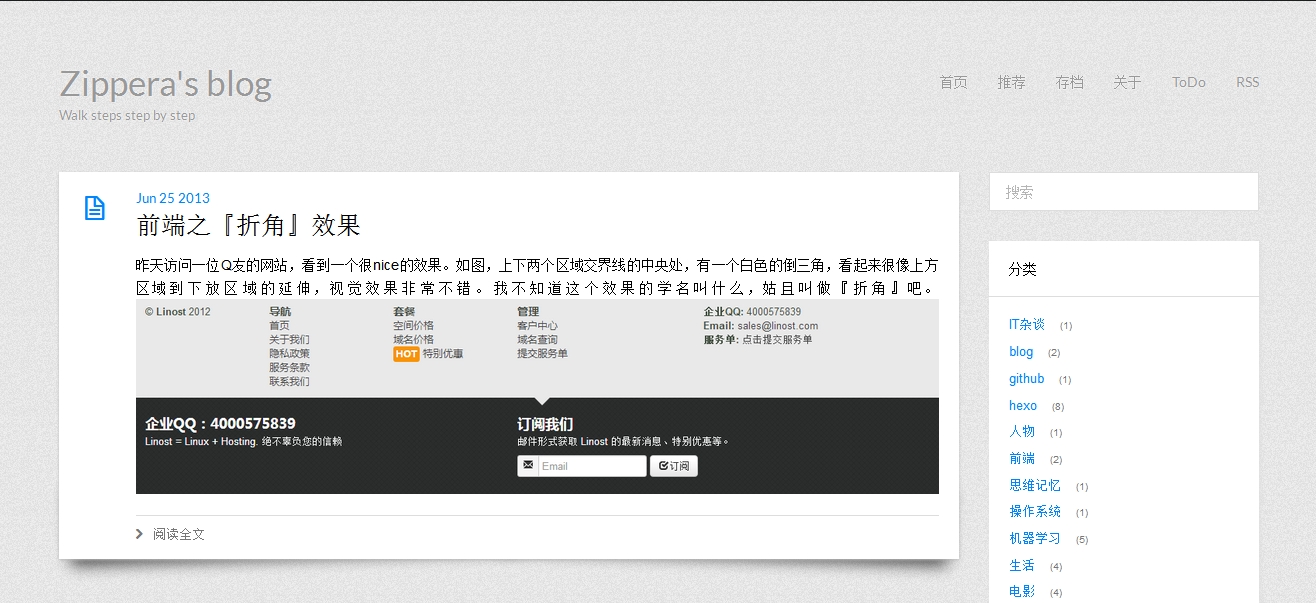 Zippera's blog
Walk steps step by step
首页 推荐 存档 关于 ToDo RSS
Jun 25 2013
前端之『折角』效果
昨天访问一位Q友的网站，看到一个很nice的效果。如图，上下两个区域交界线的中央处，有一个白色的倒三角，看起来很像上方
区域到下放区域的延伸，视觉效果非常不错。我不知道这个效果的学名叫什么，姑且叫做『折角』吧。
© Linost 2012
导航
首页
关于我们
隐私政策
服务条款
联系我们
套餐
空间价格
域名价格
HOT 特别优惠
管理
客户中心
域名查询
提交服务单
企业QQ: 4000575839
Email: sales@linost.com
服务单: 点击提交服务单
企业QQ：4000575839
Linost = Linux + Hosting. 绝不辜负您的信赖
订阅我们
邮件形式获取 Linost 的最新消息、特别优惠等。
Email 订阅
阅读全文
搜索
分类
IT杂谈 (1)
blog (2)
github (1)
hexo (8)
人物 (1)
前端 (2)
思维记忆 (1)
操作系统 (1)
机器学习 (5)
生活 (4)
电影 (4)